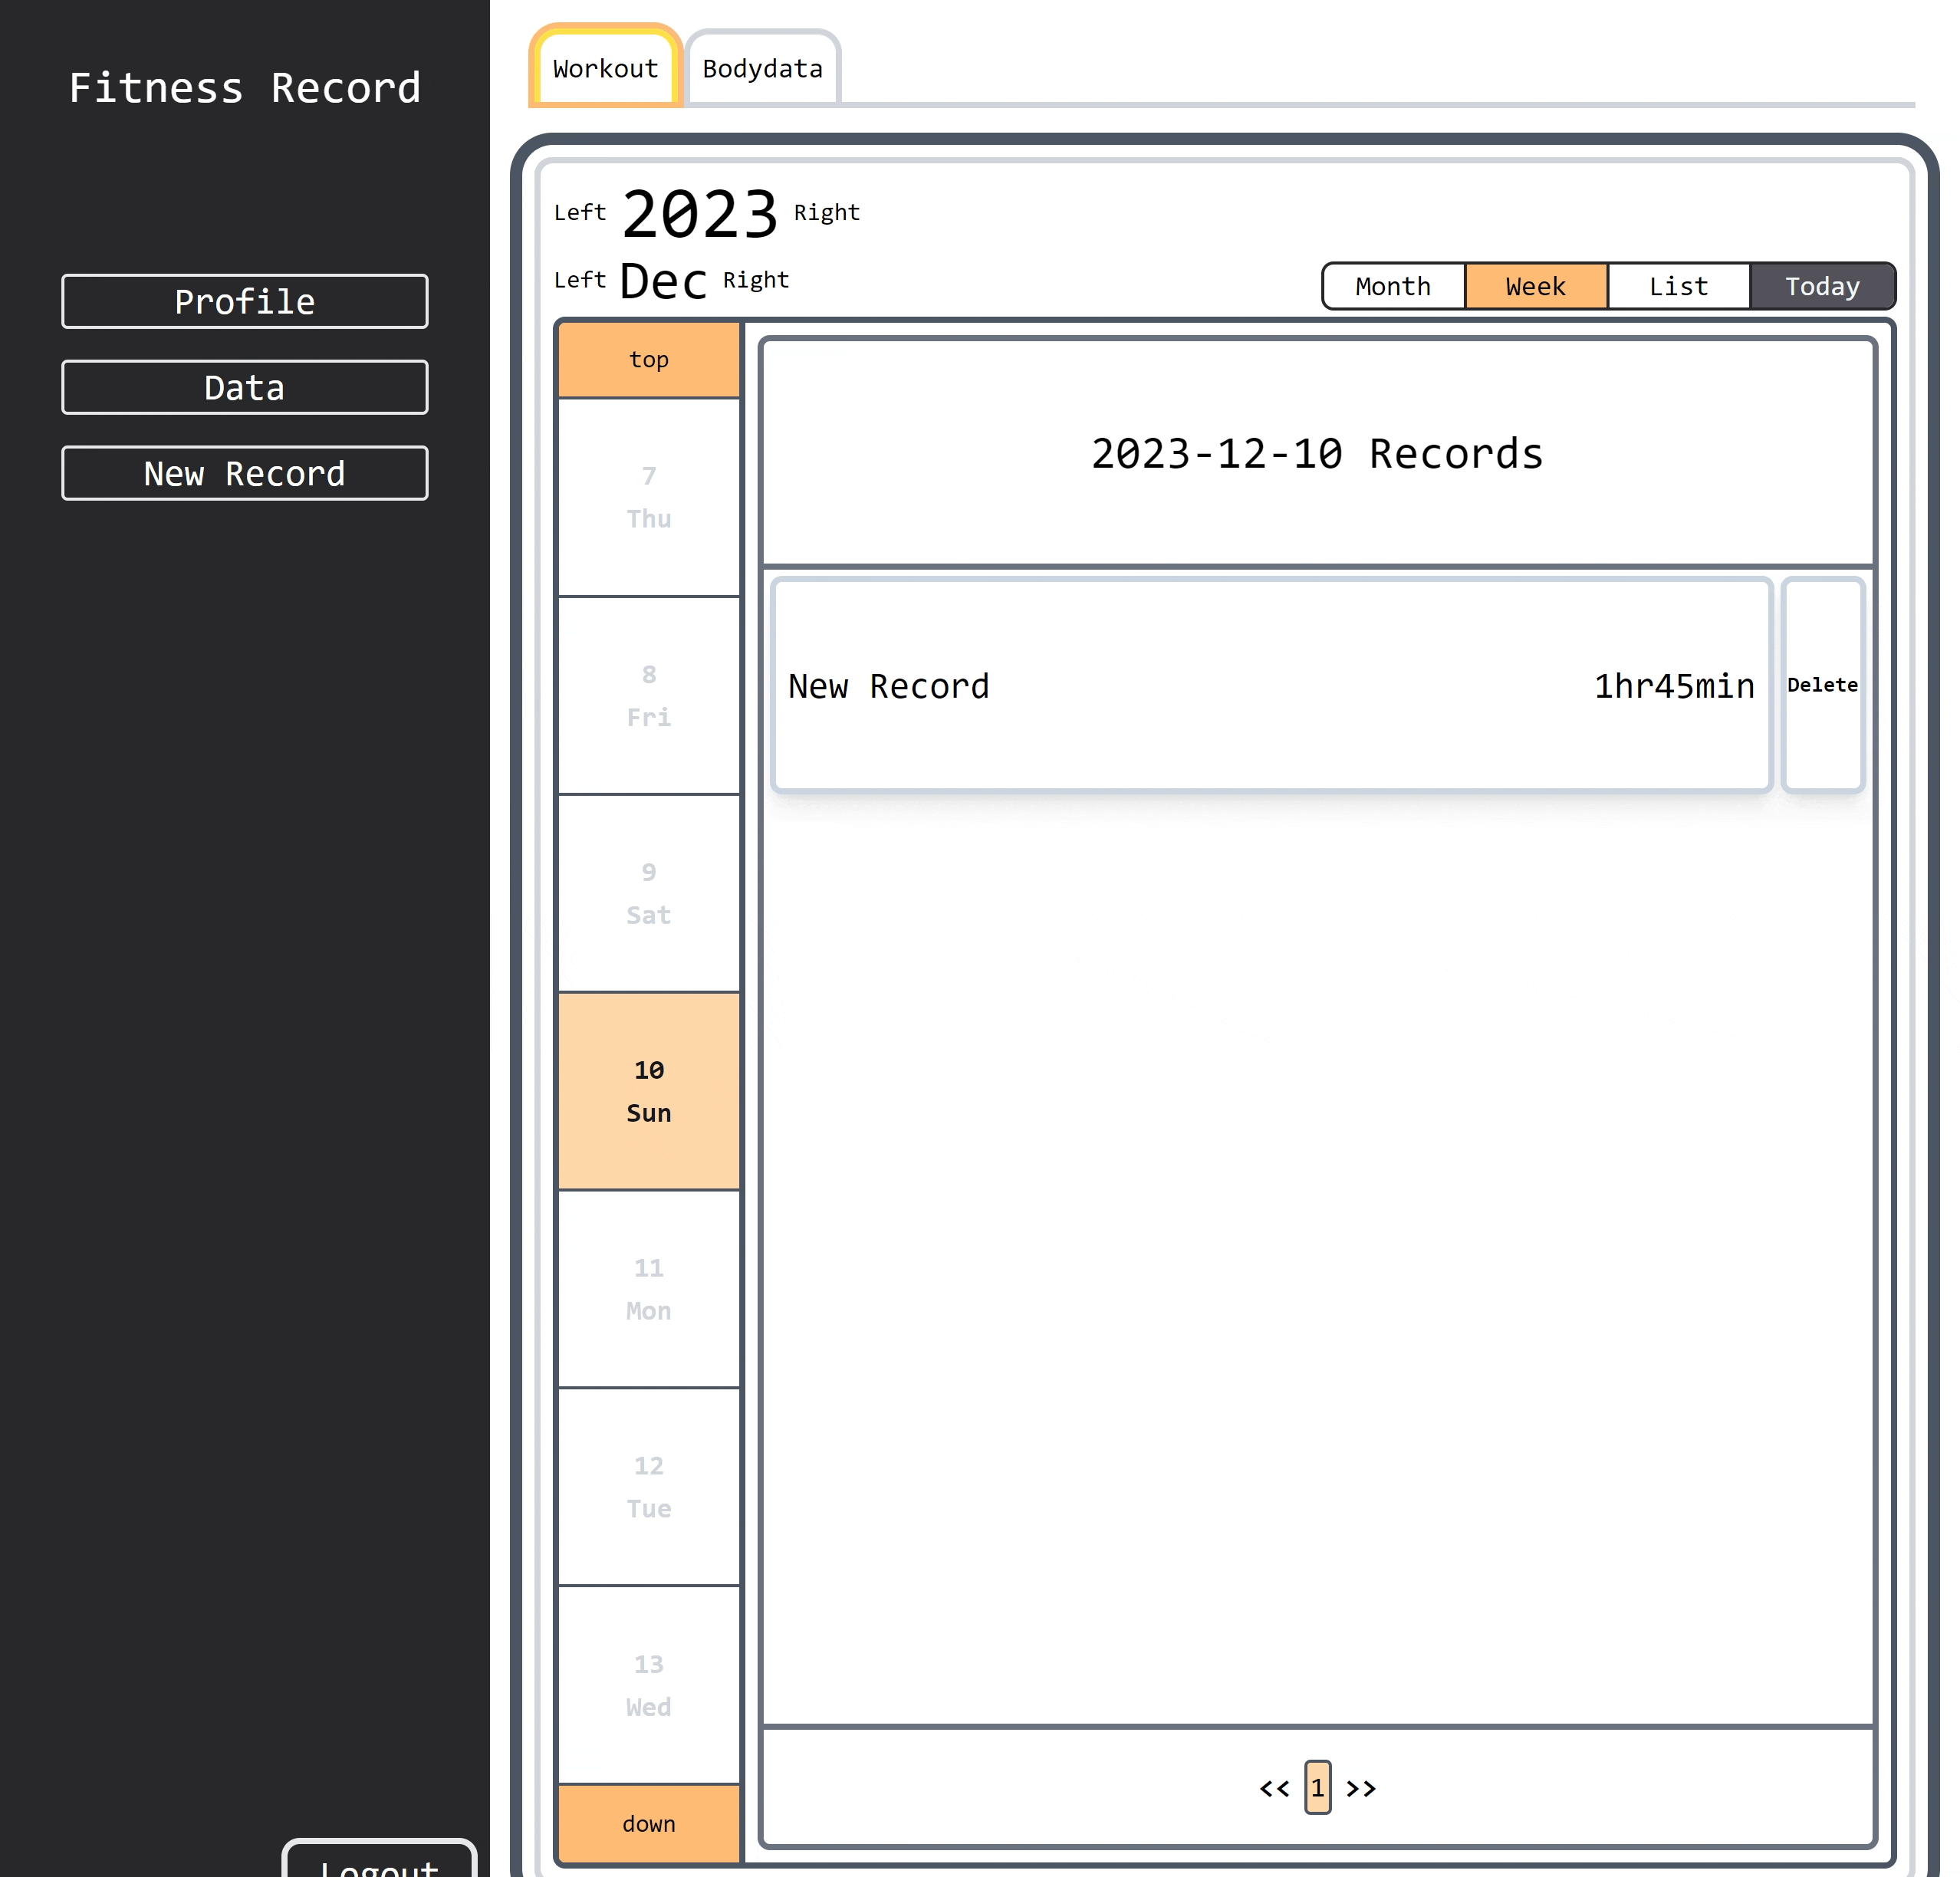 Fitness Record
Profile
Data
New Record
Logout
Workout Bodydata
Left 2023 Right
Left Dec Right
Month Week List Today
top
7
Thu
8
Fri
9
Sat
10
Sun
11
Mon
12
Tue
13
Wed
down
2023-12-10 Records
New Record 1hr45min Delete
<< 1 >>